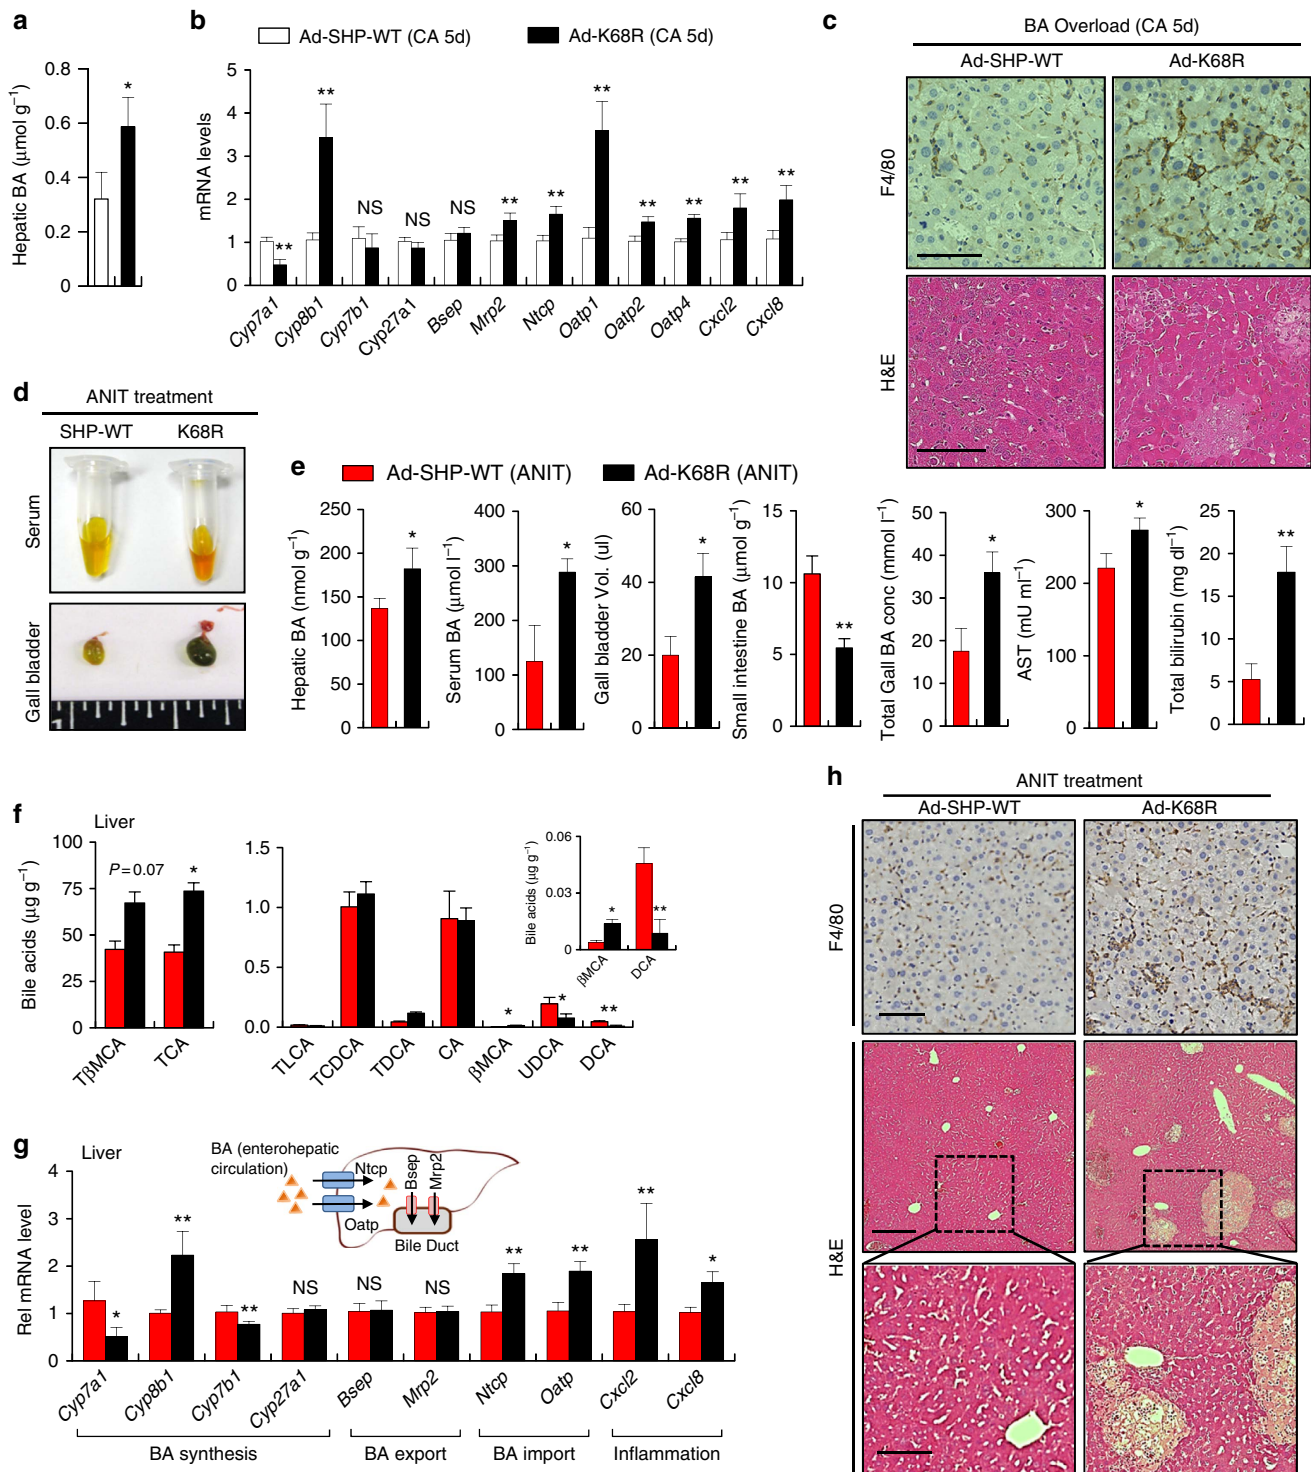 a
Hepatic BA (μmol g⁻¹)
0.8
0.6
0.4
0.2
0
*
b
Ad-SHP-WT (CA 5d)
Ad-K68R (CA 5d)
mRNA levels
5
4
3
2
1
0
** ** NS NS NS ** ** ** ** ** ** **
Cyp7a1 Cyp8b1 Cyp7b1 Cyp27a1 Bsep Mrp2 Ntcp Oatp1 Oatp2 Oatp4 Cxcl2 Cxcl8
c
BA Overload (CA 5d)
Ad-SHP-WT Ad-K68R
F4/80
H&E
d
ANIT treatment
SHP-WT K68R
Serum
Gall bladder
e
Ad-SHP-WT (ANIT)
Ad-K68R (ANIT)
Hepatic BA (nmol g⁻¹)
250
200
150
100
50
0
*
Serum BA (μmol l⁻¹)
400
300
200
100
0
*
Gall bladder Vol. (ul)
60
40
20
0
*
Small intestine BA (μmol g⁻¹)
15
10
5
0
**
Total Gall BA conc (mmol l⁻¹)
50
40
30
20
10
0
*
AST (mU ml⁻¹)
300
200
100
0
*
Total bilirubin (mg dl⁻¹)
25
20
15
10
5
0
**
f
Liver
Bile acids (μg g⁻¹)
100
75
50
25
0
P = 0.07 *
TβMCA TCA
1.5
1.0
0.5
0.0
* * **
TLCA TCDCA TDCA CA βMCA UDCA DCA
Bile acids (μg g⁻¹)
0.06
0.03
0
* **
βMCA DCA
g
Liver
Rel mRNA level
4
3
2
1
0
BA (enterohepatic
circulation)
Ntcp
Oatp
Bsep
Mrp2
Bile Duct
* ** ** NS NS NS ** ** ** *
Cyp7a1 Cyp8b1 Cyp7b1 Cyp27a1 Bsep Mrp2 Ntcp Oatp Cxcl2 Cxcl8
BA synthesis BA export BA import Inflammation
h
ANIT treatment
Ad-SHP-WT Ad-K68R
F4/80
H&E